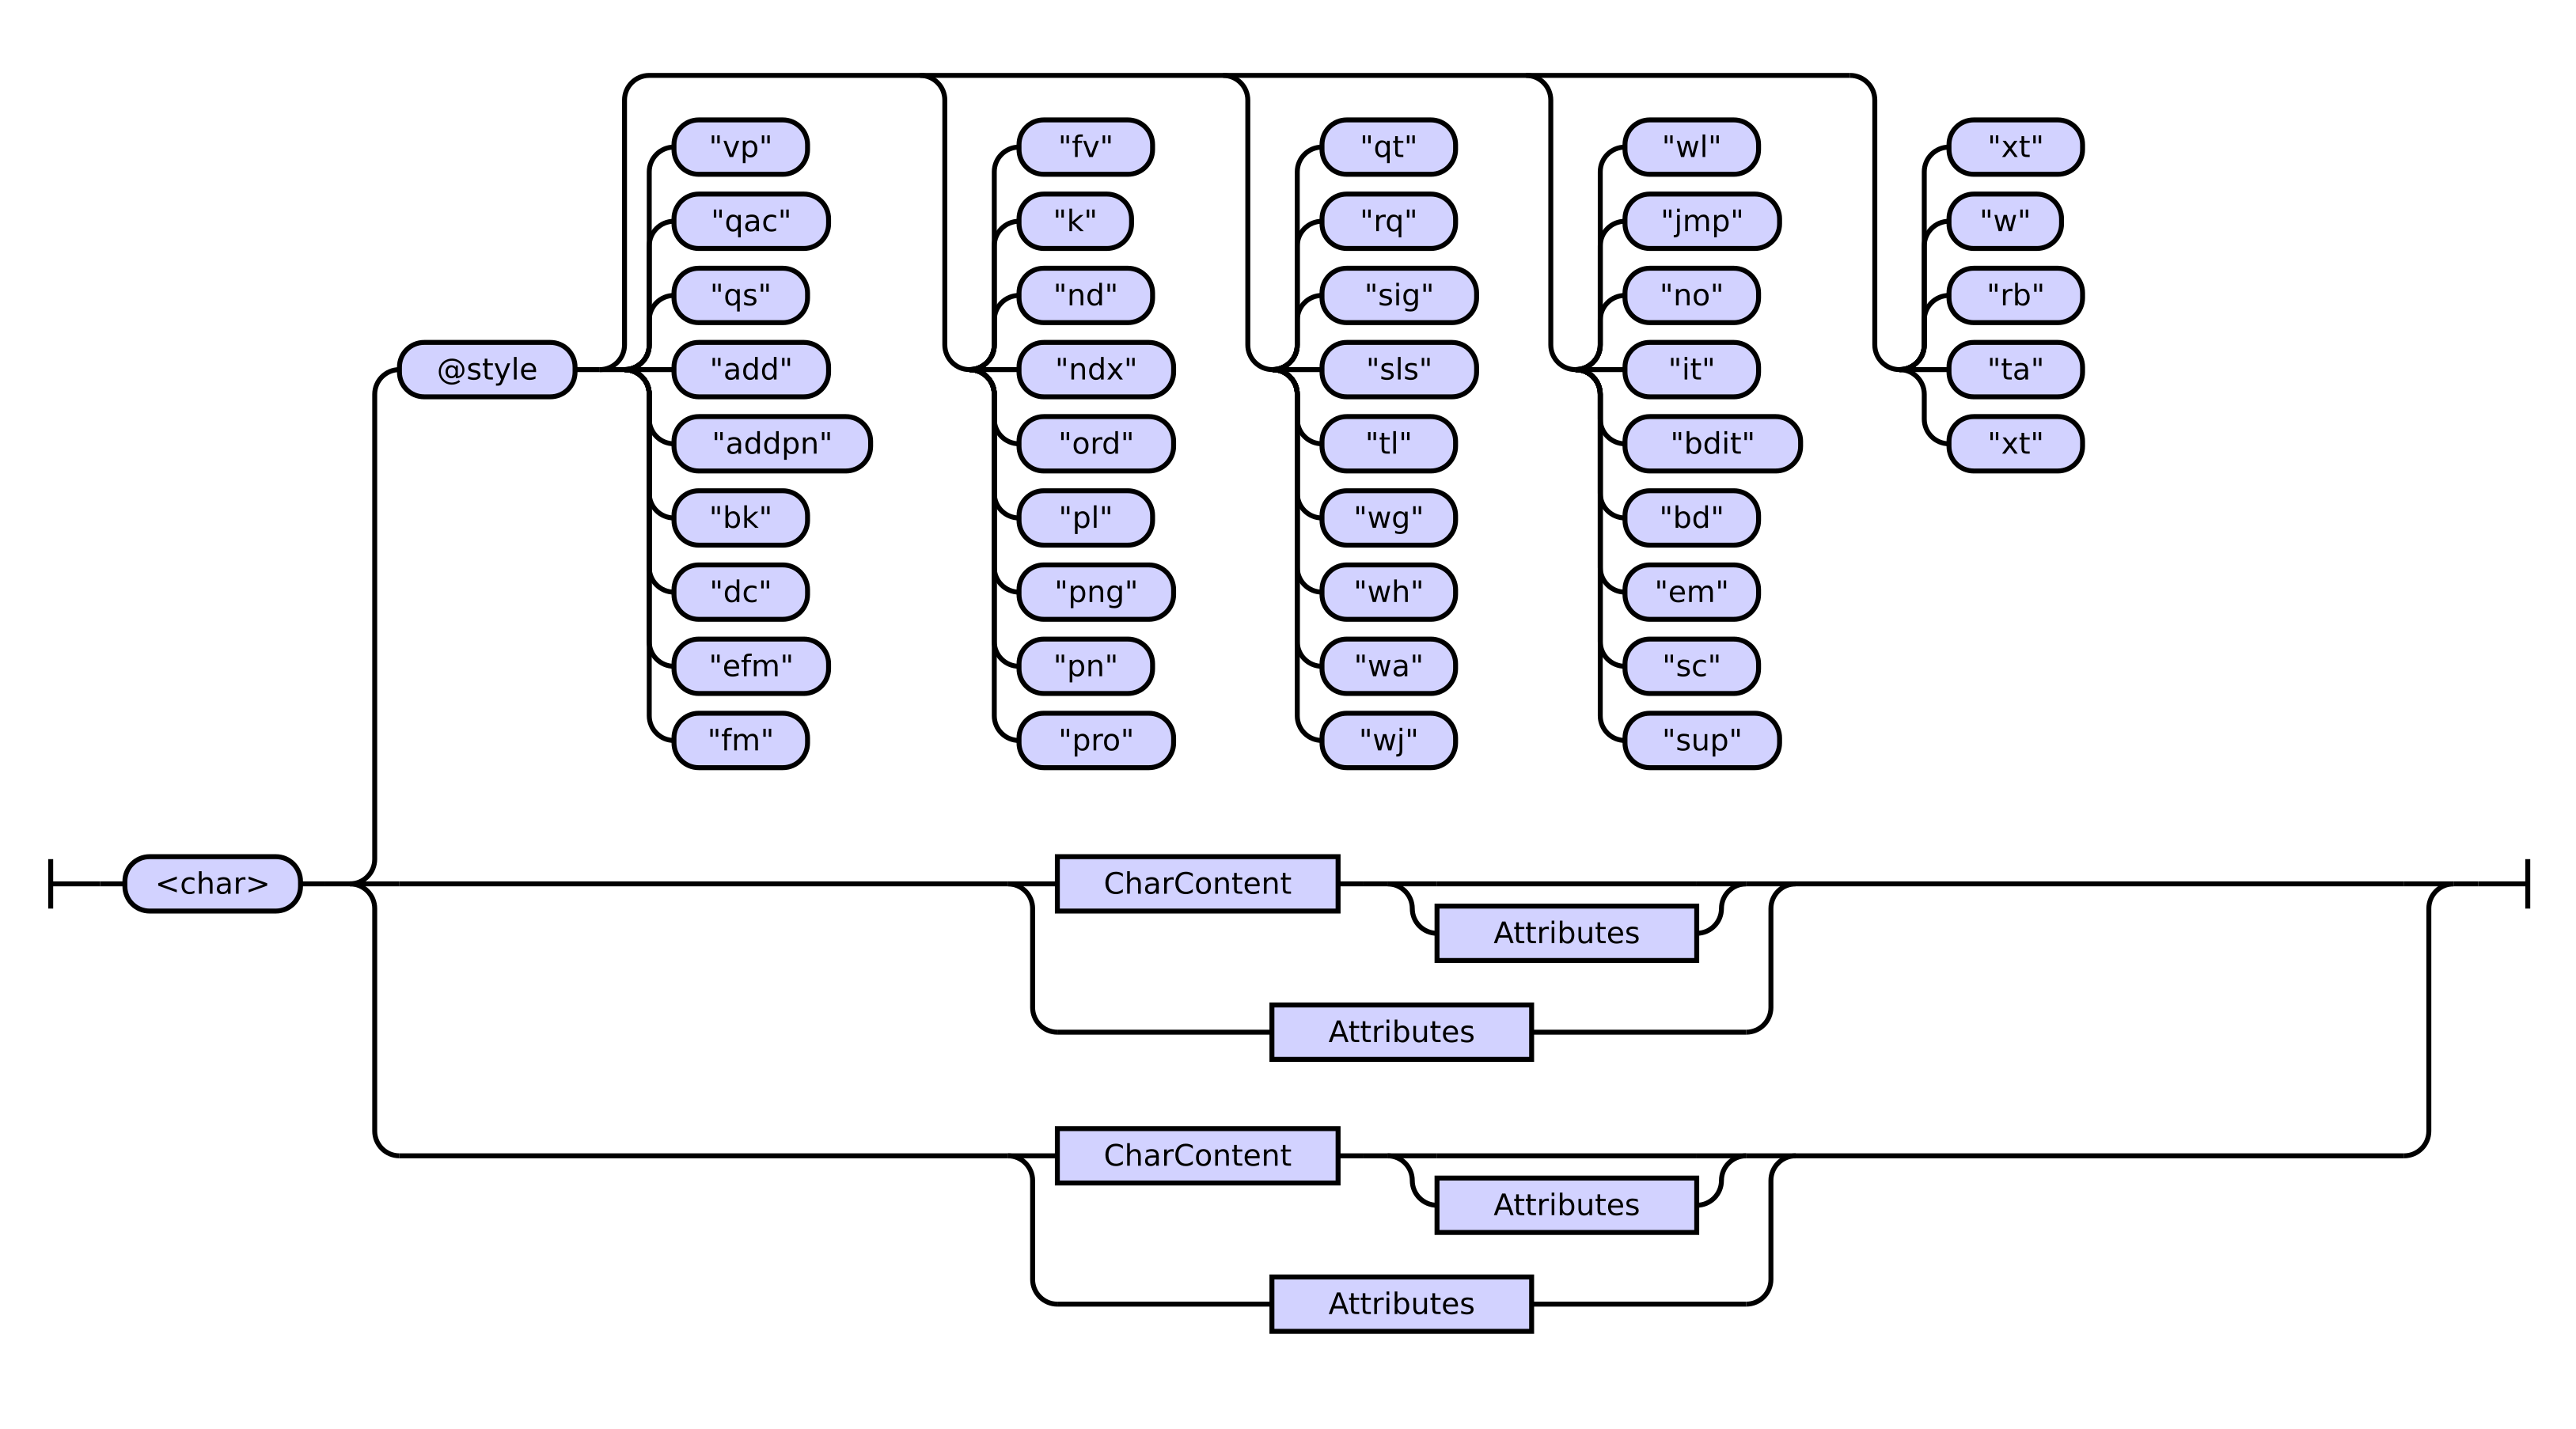 "vp"
"qac"
"qs"
@style
"add"
"addpn"
"bk"
"dc"
"efm"
"fm"
"fv"
"k"
"nd"
"ndx"
"ord"
"pl"
"png"
"pn"
"pro"
"qt"
"rq"
"sig"
"sls"
"tl"
"wg"
"wh"
"wa"
"wj"
"wl"
"jmp"
"no"
"it"
"bdit"
"bd"
"em"
"sc"
"sup"
"xt"
"w"
"rb"
"ta"
"xt"
<char>
CharContent
Attributes
Attributes
CharContent
Attributes
Attributes